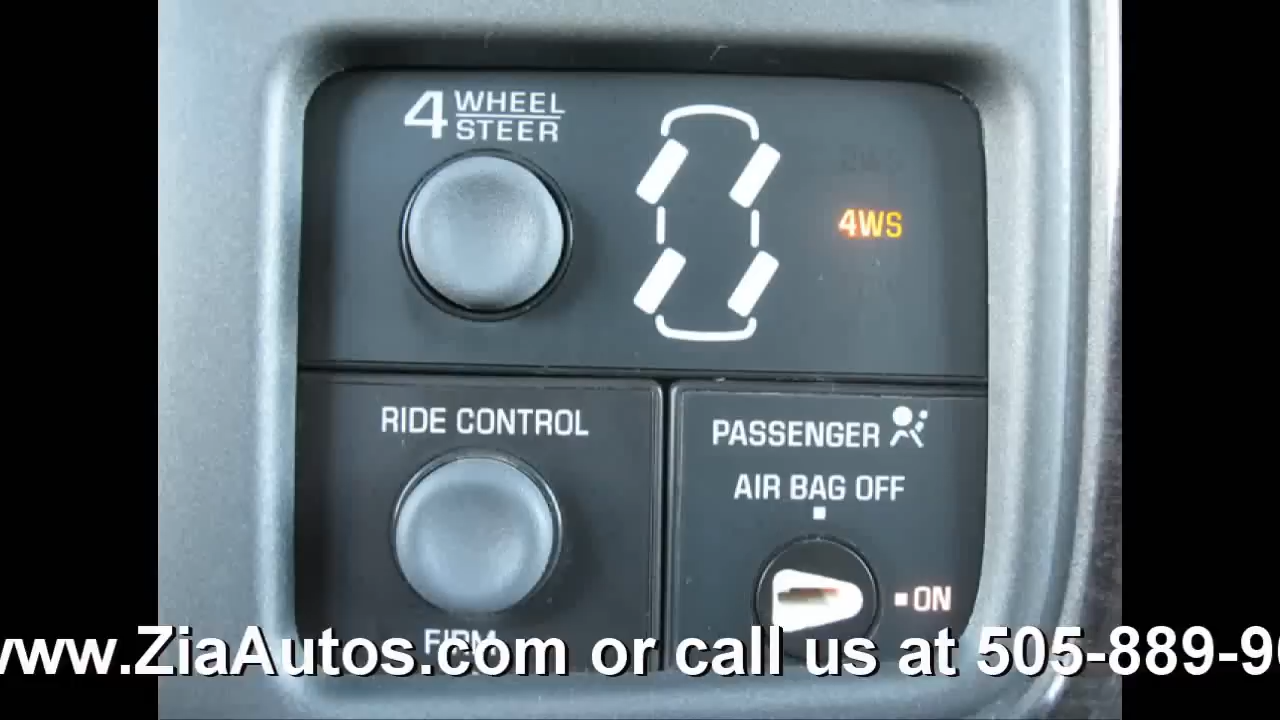 4 WHEEL
STEER
4WS
RIDE CONTROL
PASSENGER
AIR BAG OFF
ON
FIRM
www.ZiaAutos.com or call us at 505-889-9